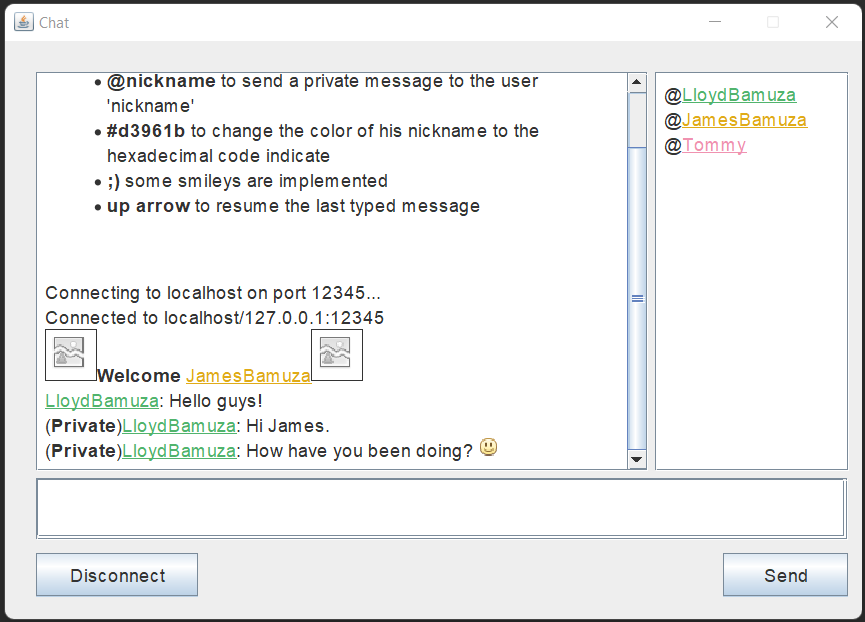 Chat
• @nickname to send a private message to the user
'nickname'
• #d3961b to change the color of his nickname to the
hexadecimal code indicate
• ;) some smileys are implemented
• up arrow to resume the last typed message
Connecting to localhost on port 12345...
Connected to localhost/127.0.0.1:12345
Welcome JamesBamuza
LloydBamuza: Hello guys!
(Private)LloydBamuza: Hi James.
(Private)LloydBamuza: How have you been doing?
@LloydBamuza
@JamesBamuza
@Tommy
Disconnect
Send